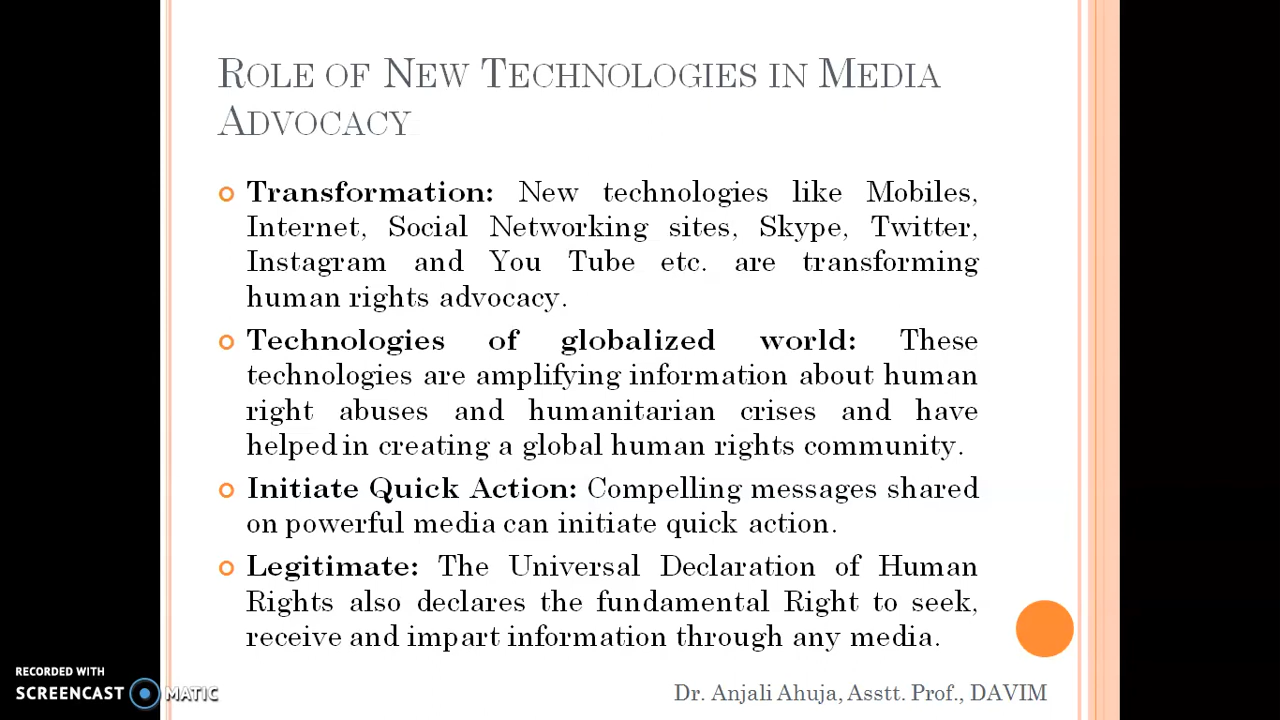 ROLE OF NEW TECHNOLOGIES IN MEDIA
ADVOCACY
Transformation: New technologies like Mobiles,
Internet, Social Networking sites, Skype, Twitter,
Instagram and You Tube etc. are transforming
human rights advocacy.
Technologies of globalized world: These
technologies are amplifying information about human
right abuses and humanitarian crises and have
helped in creating a global human rights community.
Initiate Quick Action: Compelling messages shared
on powerful media can initiate quick action.
Legitimate: The Universal Declaration of Human
Rights also declares the fundamental Right to seek,
receive and impart information through any media.
RECORDED WITH
SCREENCAST MATIC
Dr. Anjali Ahuja, Asstt. Prof., DAVIM